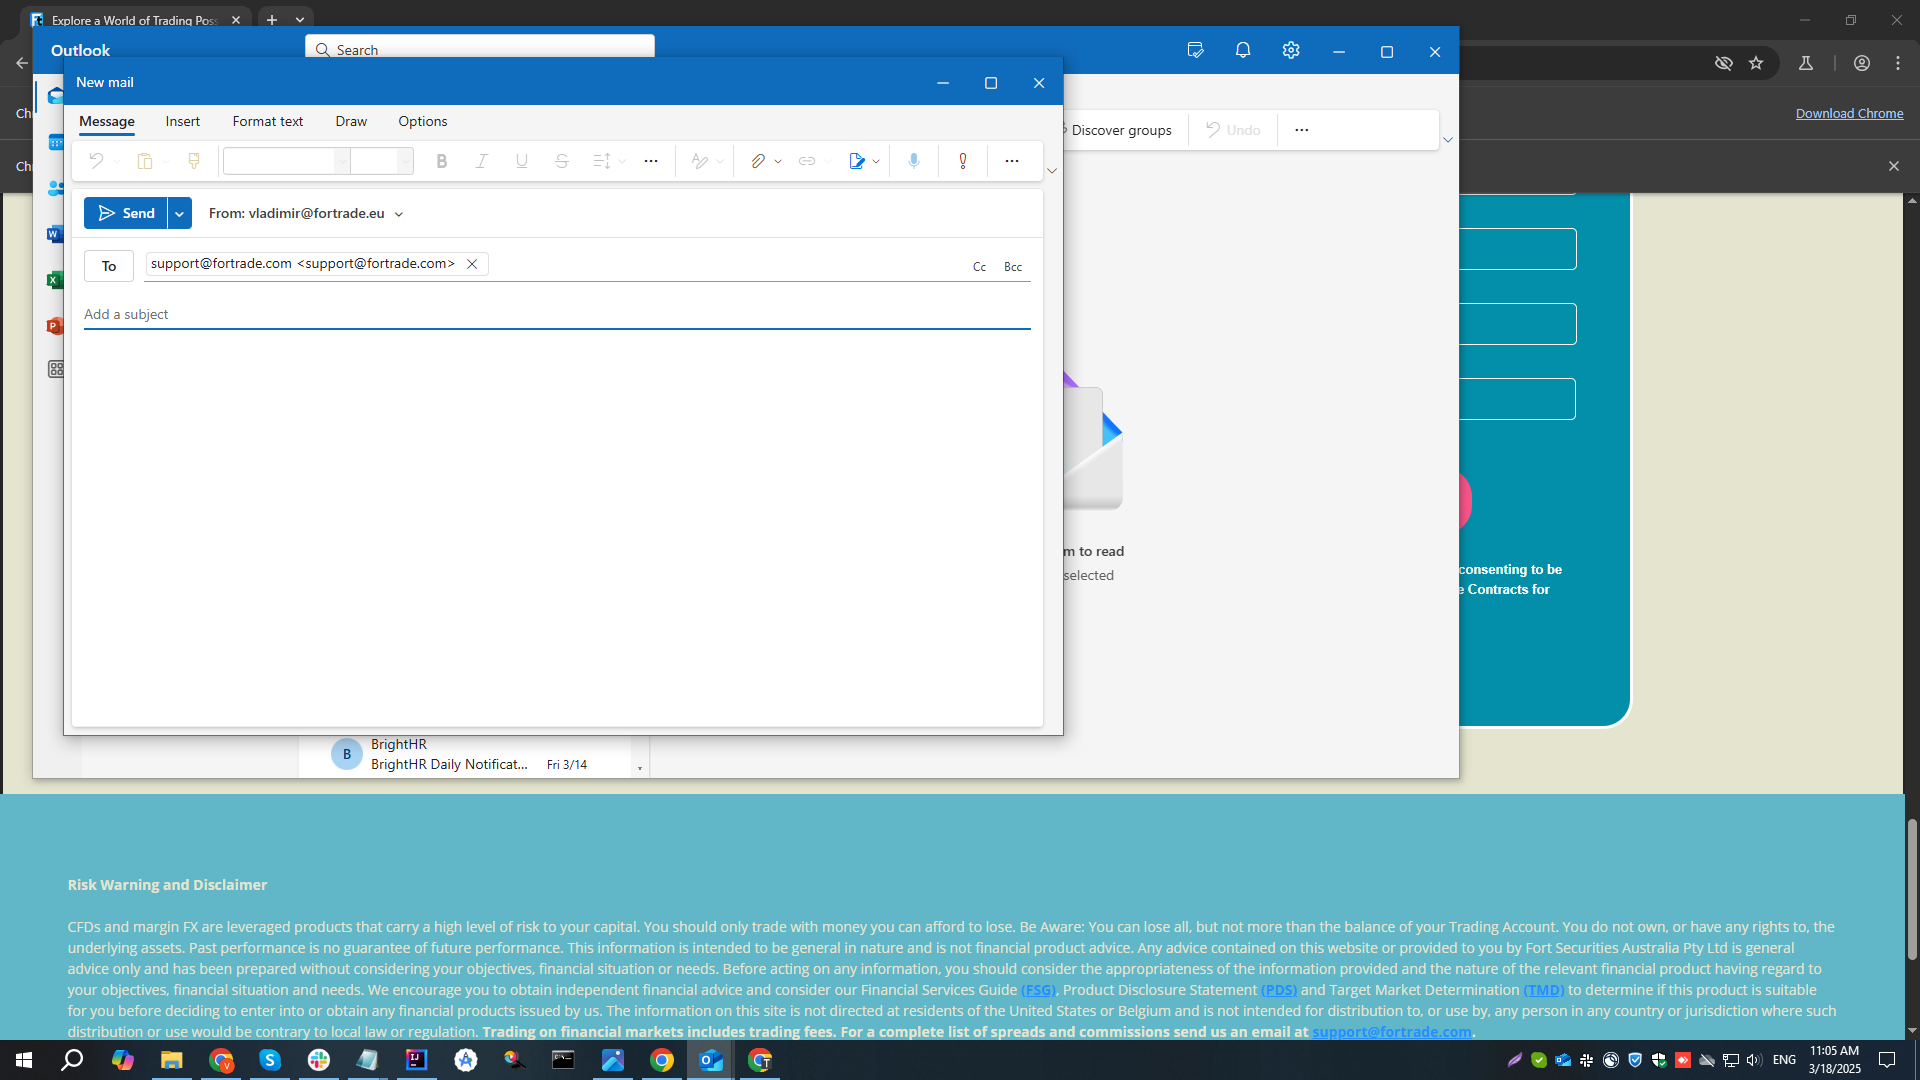 Explore a World of Trading Poss
Outlook
Search
New mail
Ch
Download Chrome
Message Insert Format text Draw Options
Discover groups Undo
Ch
Send From: vladimir@fortrade.eu
To support@fortrade.com <support@fortrade.com> Cc Bcc
Add a subject
m to read
selected
consenting to be
e Contracts for
B BrightHR
BrightHR Daily Notificat... Fri 3/14
Risk Warning and Disclaimer
CFDs and margin FX are leveraged products that carry a high level of risk to your capital. You should only trade with money you can afford to lose. Be Aware: You can lose all, but not more than the balance of your Trading Account. You do not own, or have any rights to, the
underlying assets. Past performance is no guarantee of future performance. This information is intended to be general in nature and is not financial product advice. Any advice contained on this website or provided to you by Fort Securities Australia Pty Ltd is general
advice only and has been prepared without considering your objectives, financial situation or needs. Before acting on any information, you should consider the appropriateness of the information provided and the nature of the relevant financial product having regard to
your objectives, financial situation and needs. We encourage you to obtain independent financial advice and consider our Financial Services Guide (FSG), Product Disclosure Statement (PDS) and Target Market Determination (TMD) to determine if this product is suitable
for you before deciding to enter into or obtain any financial products issued by us. The information on this site is not directed at residents of the United States or Belgium and is not intended for distribution to, or use by, any person in any country or jurisdiction where such
distribution or use would be contrary to local law or regulation. Trading on financial markets includes trading fees. For a complete list of spreads and commissions send us an email at support@fortrade.com.
ENG
11:05 AM
3/18/2025